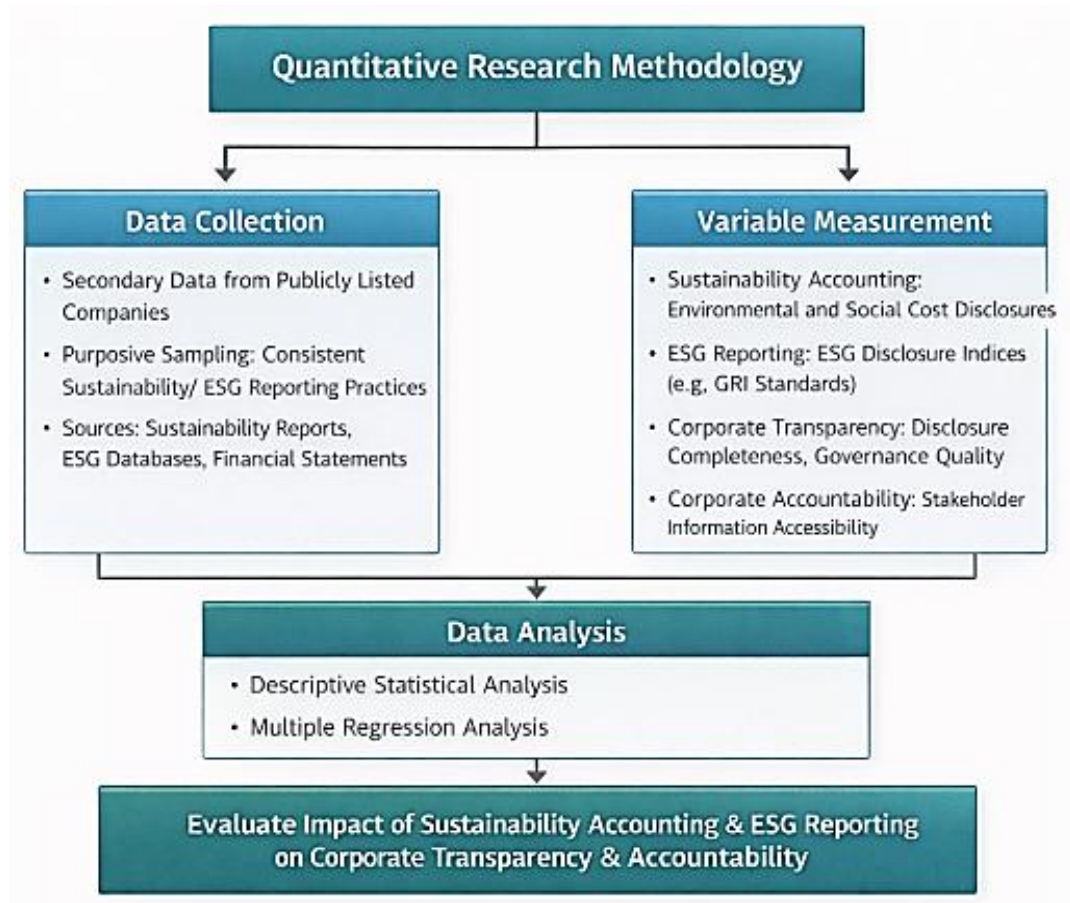 Quantitative Research Methodology
Data Collection
• Secondary Data from Publicly Listed
Companies
• Purposive Sampling: Consistent
Sustainability/ ESG Reporting Practices
• Sources: Sustainability Reports,
ESG Databases, Financial Statements
Variable Measurement
• Sustainability Accounting:
Environmental and Social Cost Disclosures
• ESG Reporting: ESG Disclosure Indices
(e.g, GRI Standards)
• Corporate Transparency: Disclosure
Completeness, Governance Quality
• Corporate Accountability: Stakeholder
Information Accessibility
Data Analysis
• Descriptive Statistical Analysis
• Multiple Regression Analysis
Evaluate Impact of Sustainability Accounting & ESG Reporting
on Corporate Transparency & Accountability